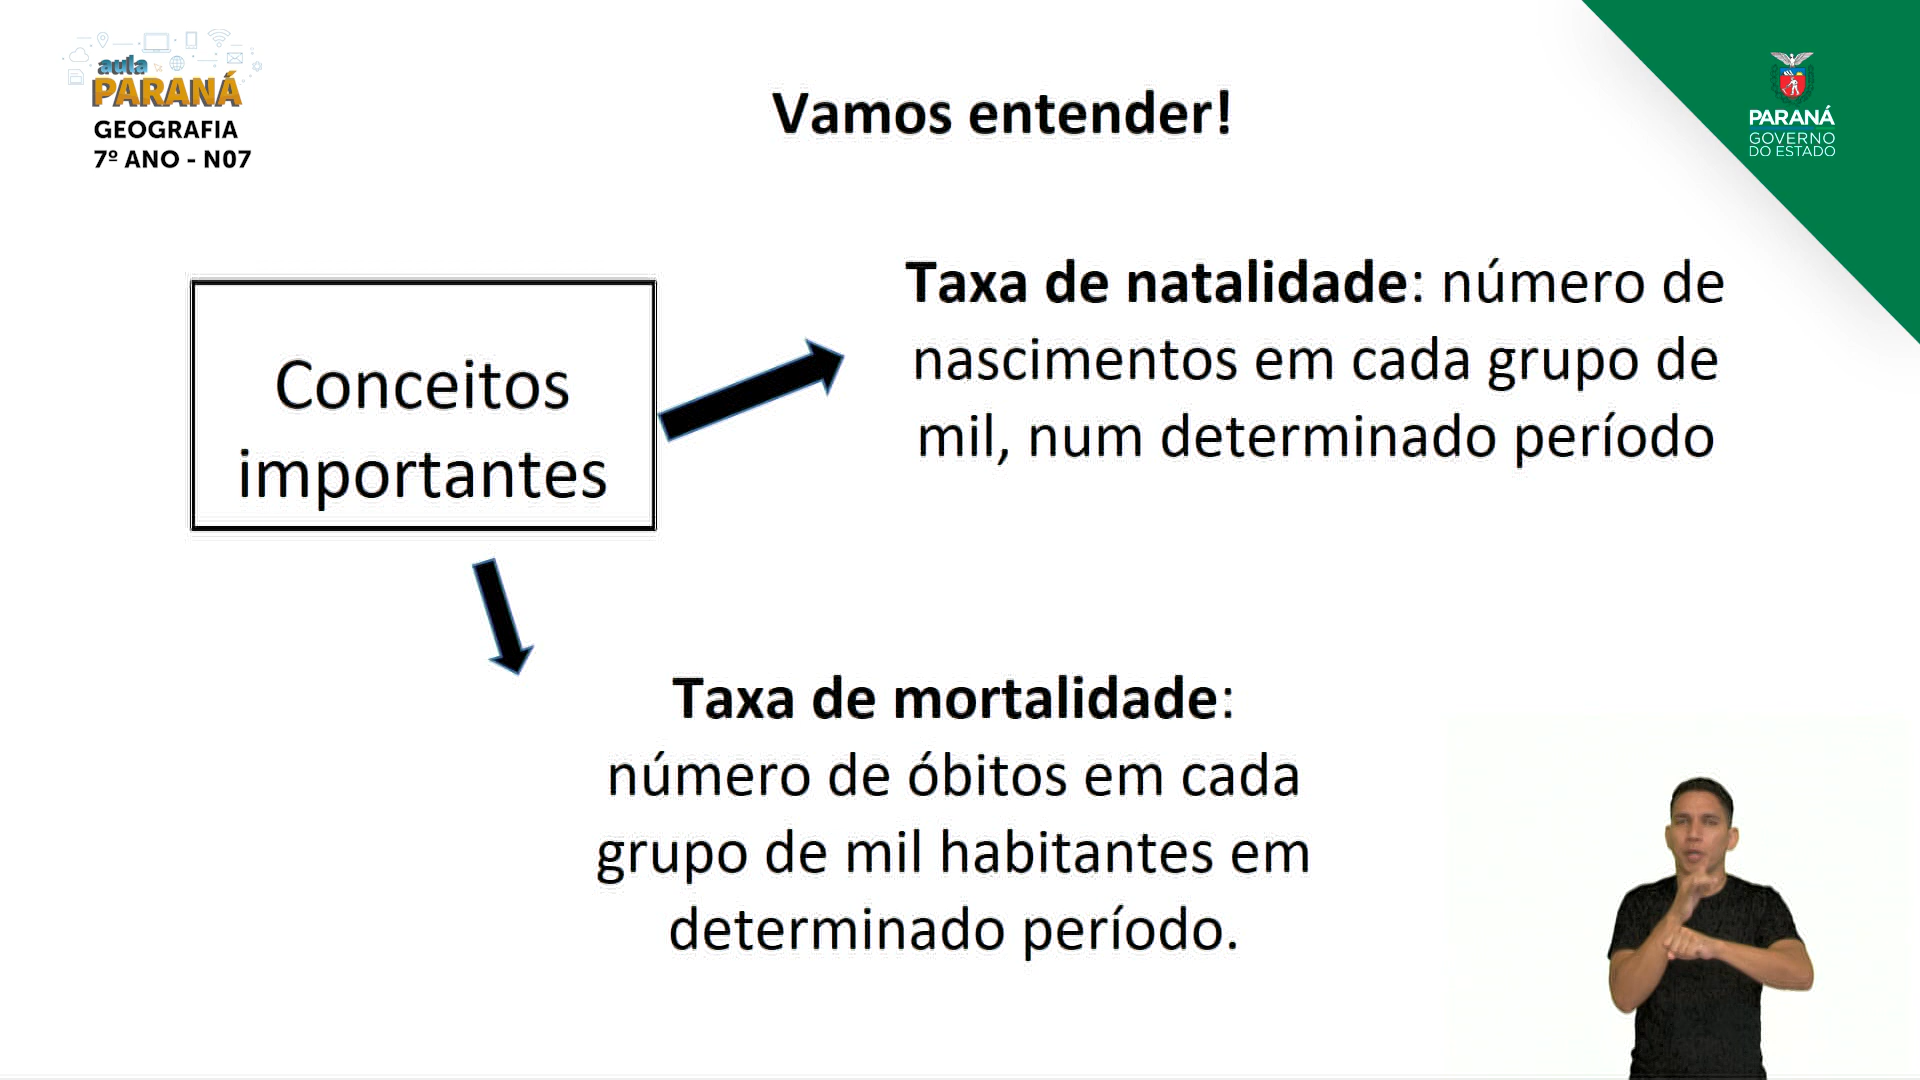 aula
PARANÁ
GEOGRAFIA
7º ANO - N07
Vamos entender!
PARANÁ
GOVERNO
DO ESTADO
Conceitos
importantes
Taxa de natalidade: número de
nascimentos em cada grupo de
mil, num determinado período
Taxa de mortalidade:
número de óbitos em cada
grupo de mil habitantes em
determinado período.